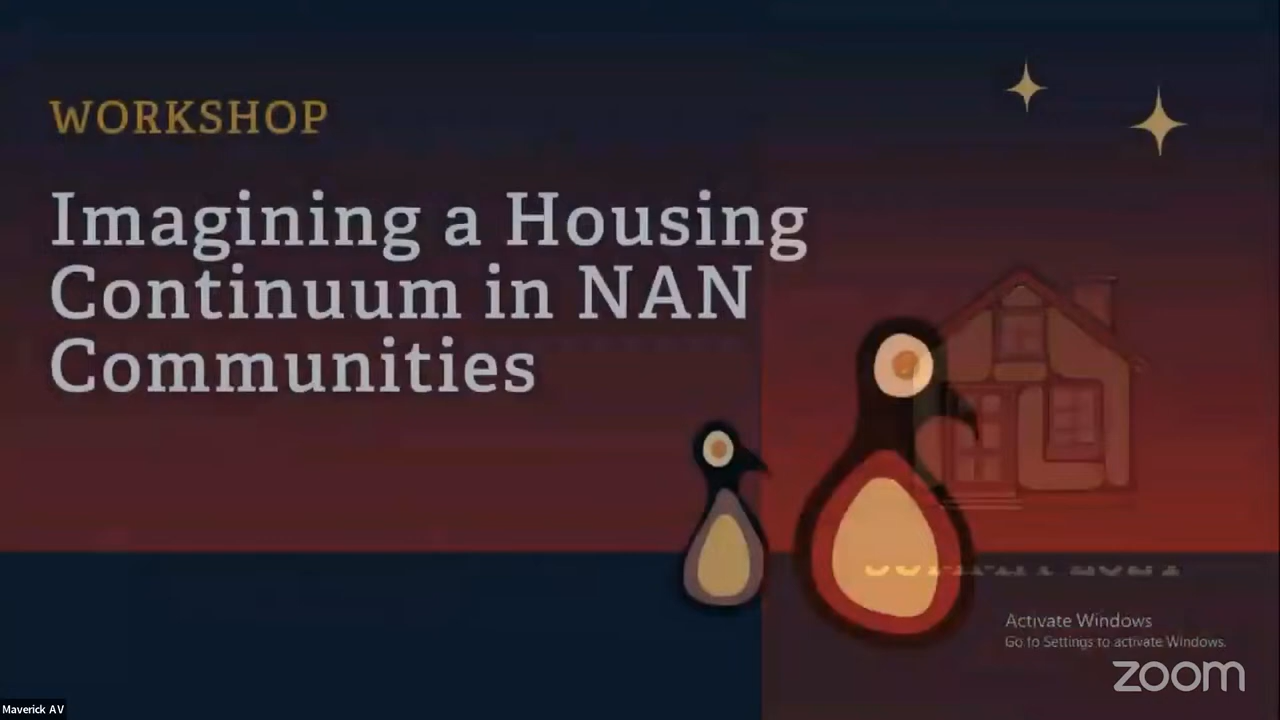 WORKSHOP
Imagining a Housing
Continuum in NAN
Communities
Activate Windows
Go to Settings to activate Windows.
zoom
Maverick AV